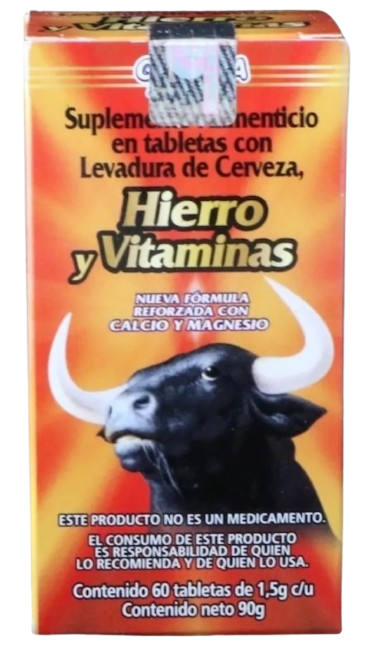 y Vitaminas
Suplemento Alimenticio
en tabletas con
Levadura de Cerveza,
Hierro
y Vitaminas
NUEVA FÓRMULA
REFORZADA CON
CALCIO Y MAGNESIO
ESTE PRODUCTO NO ES UN MEDICAMENTO.
EL CONSUMO DE ESTE PRODUCTO
ES RESPONSABILIDAD DE QUIEN
LO RECOMIENDA Y DE QUIEN LO USA.
Contenido 60 tabletas de 1,5g c/u
Contenido neto 90g